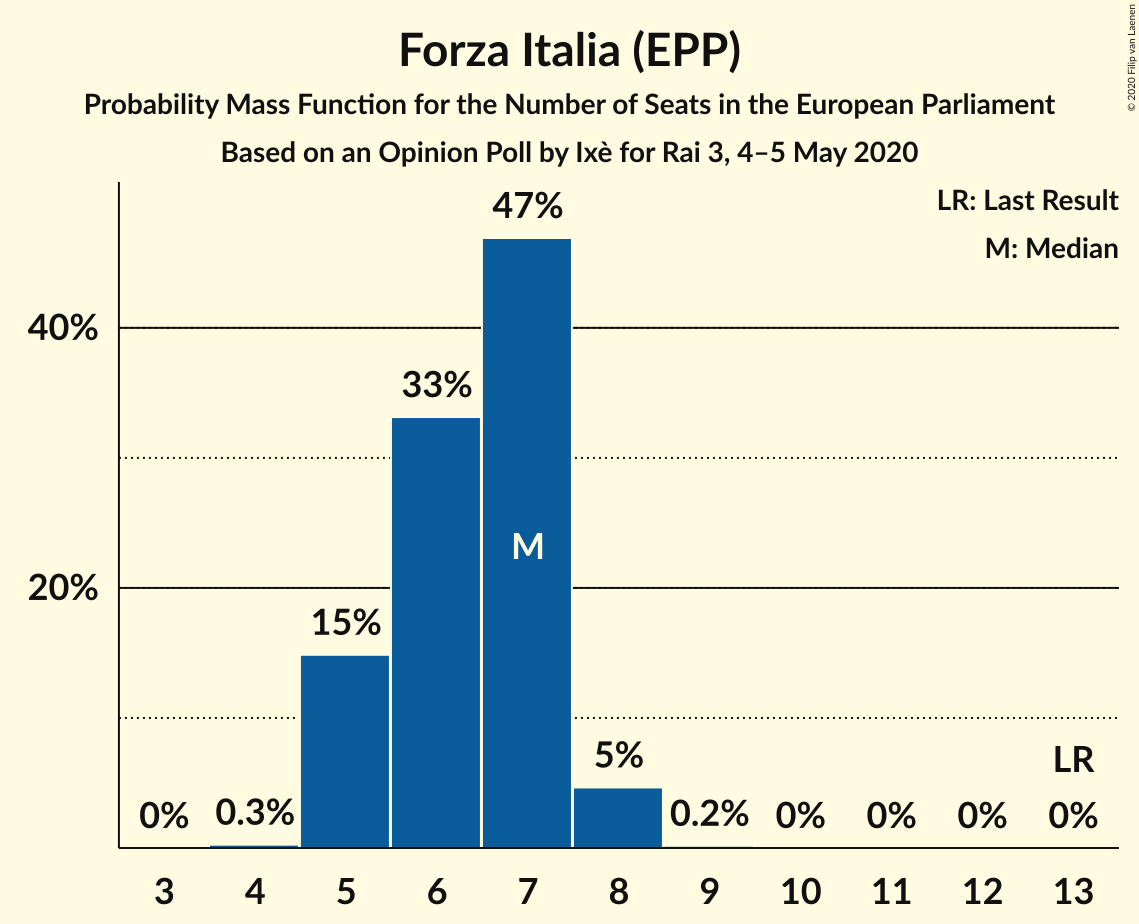 Forza Italia (EPP)
Probability Mass Function for the Number of Seats in the European Parliament
Based on an Opinion Poll by Ixè for Rai 3, 4–5 May 2020
© 2020 Filip van Laenen
LR: Last Result
M: Median
47%
40%
33%
M
20%
15%
5%
LR
0% 0.3% 0.2% 0% 0% 0% 0%
3 4 5 6 7 8 9 10 11 12 13